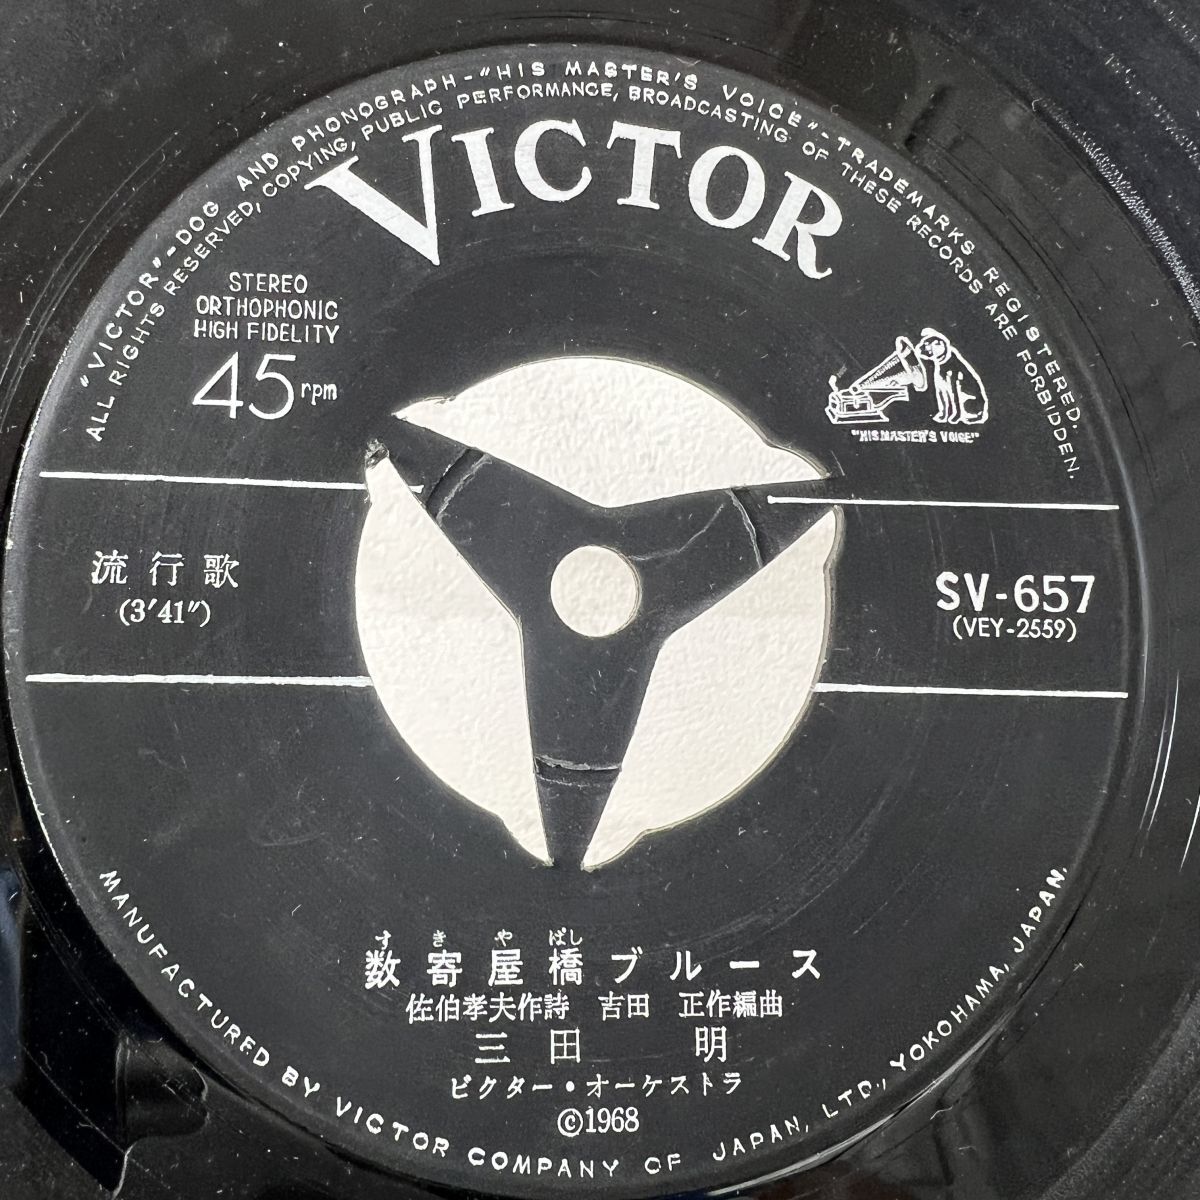 "VICTOR"-DOG AND PHONOGRAPH-"HIS MASTER'S VOICE"-TRADEMARKS REGISTERED.
ALL RIGHTS RESERVED, COPYING, PUBLIC PERFORMANCE, BROADCASTING OF THESE RECORDS ARE FORBIDDEN.
VICTOR
STEREO
ORTHOPHONIC
HIGH FIDELITY
45 rpm
"HIS MASTER'S VOICE"
流行歌
(3'41")
SV-657
(VEY-2559)
すきやばし
数寄屋橋ブルース
佐伯孝夫作詩 吉田 正作編曲
三田 明
ビクター・オーケストラ
©1968
MANUFACTURED BY VICTOR COMPANY OF JAPAN, LTD., YOKOHAMA, JAPAN.